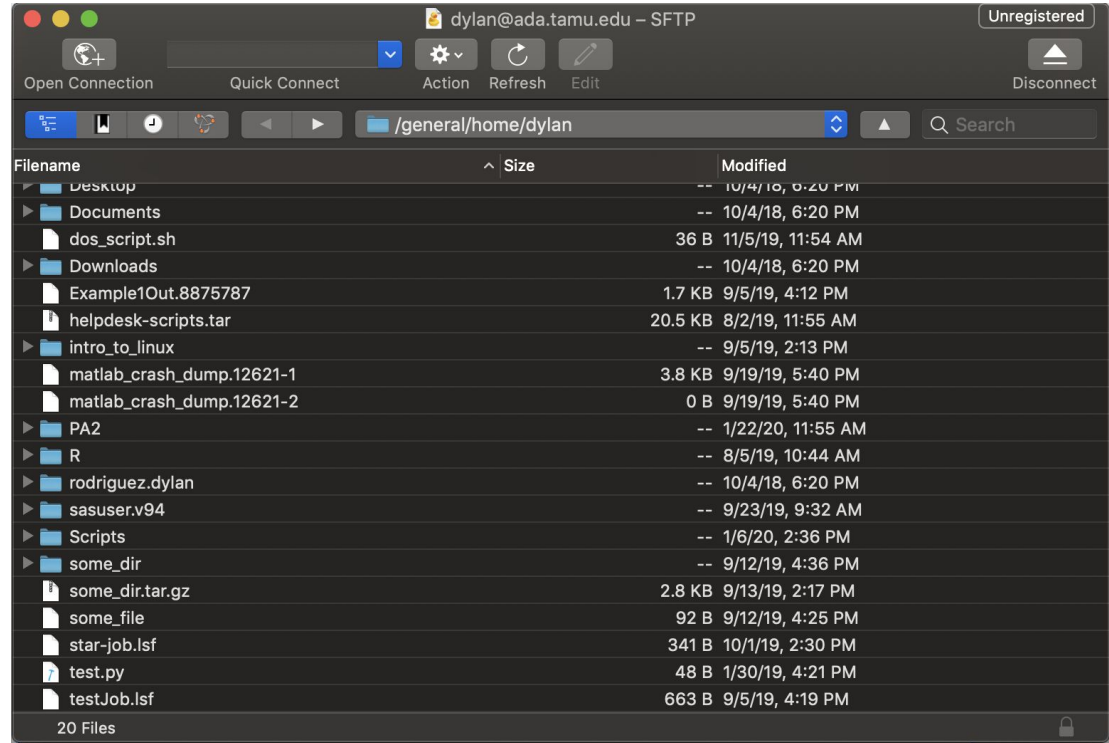 dylan@ada.tamu.edu – SFTP
Unregistered
Open Connection Quick Connect Action Refresh Edit Disconnect
/general/home/dylan Search
Filename Size Modified
Desktop -- 10/4/18, 6:20 PM
Documents -- 10/4/18, 6:20 PM
dos_script.sh 36 B 11/5/19, 11:54 AM
Downloads -- 10/4/18, 6:20 PM
Example1Out.8875787 1.7 KB 9/5/19, 4:12 PM
helpdesk-scripts.tar 20.5 KB 8/2/19, 11:55 AM
intro_to_linux -- 9/5/19, 2:13 PM
matlab_crash_dump.12621-1 3.8 KB 9/19/19, 5:40 PM
matlab_crash_dump.12621-2 0 B 9/19/19, 5:40 PM
PA2 -- 1/22/20, 11:55 AM
R -- 8/5/19, 10:44 AM
rodriguez.dylan -- 10/4/18, 6:20 PM
sasuser.v94 -- 9/23/19, 9:32 AM
Scripts -- 1/6/20, 2:36 PM
some_dir -- 9/12/19, 4:36 PM
some_dir.tar.gz 2.8 KB 9/13/19, 2:17 PM
some_file 92 B 9/12/19, 4:25 PM
star-job.lsf 341 B 10/1/19, 2:30 PM
test.py 48 B 1/30/19, 4:21 PM
testJob.lsf 663 B 9/5/19, 4:19 PM
20 Files